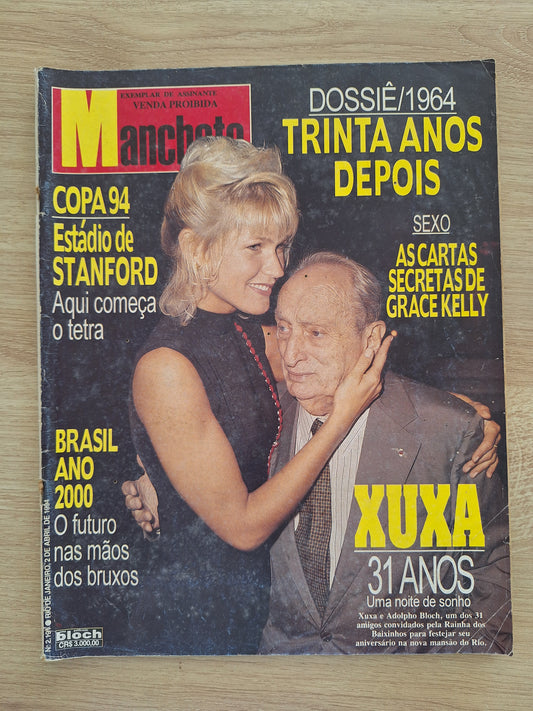 EXEMPLAR DE ASSINANTE
VENDA PROIBIDA
Manchete
DOSSIÊ/1964
TRINTA ANOS
DEPOIS
COPA 94
Estádio de
STANFORD
Aqui começa
o tetra
SEXO
AS CARTAS
SECRETAS DE
GRACE KELLY
BRASIL
ANO
2000
O futuro
nas mãos
dos bruxos
XUXA
31 ANOS
Uma noite de sonho
Xuxa e Adolpho Bloch, um dos 31
amigos convidados pela Rainha dos
Baixinhos para festejar seu
aniversário na nova mansão do Rio.
RIO DE JANEIRO, 2 DE ABRIL DE 1994
bloch
CR$ 3.000,00